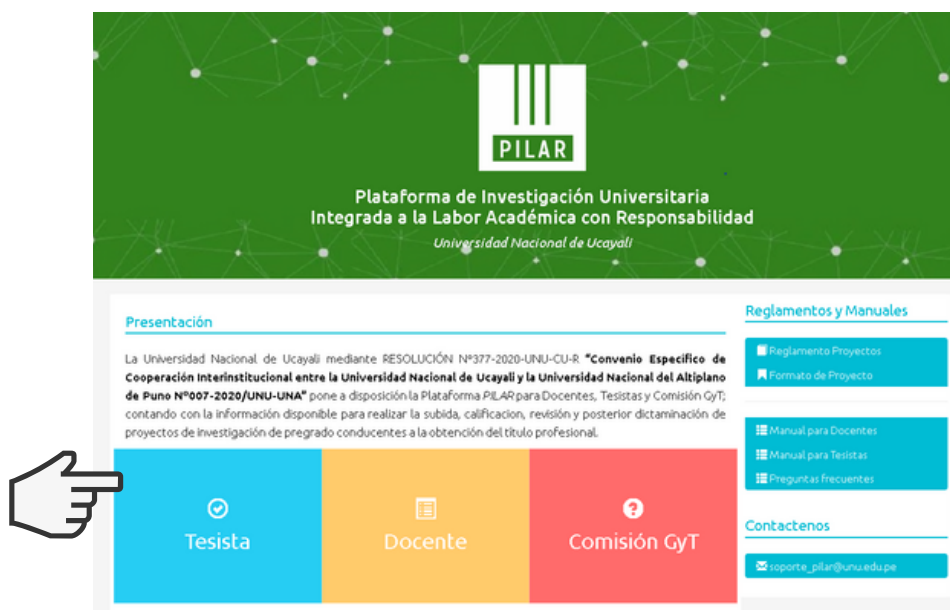 PILAR
Plataforma de Investigación Universitaria
Integrada a la Labor Académica con Responsabilidad
Universidad Nacional de Ucayali
Presentación
La Universidad Nacional de Ucayali mediante RESOLUCIÓN Nº377-2020-UNU-CU-R "Convenio Especifico de
Cooperación Interinstitucional entre la Universidad Nacional de Ucayali y la Universidad Nacional del Altiplano
de Puno Nº007-2020/UNU-UNA" pone a disposición la Plataforma PILAR para Docentes, Tesistas y Comisión GyT;
contando con la información disponible para realizar la subida, calificacion, revisión y posterior dictaminación de
proyectos de investigación de pregrado conducentes a la obtención del título profesional.
Tesista
Docente
Comisión GyT
Reglamentos y Manuales
Reglamento Proyectos
Formato de Proyecto
Manual para Docentes
Manual para Tesistas
Preguntas frecuentes
Contactenos
soporte_pilar@unu.edu.pe